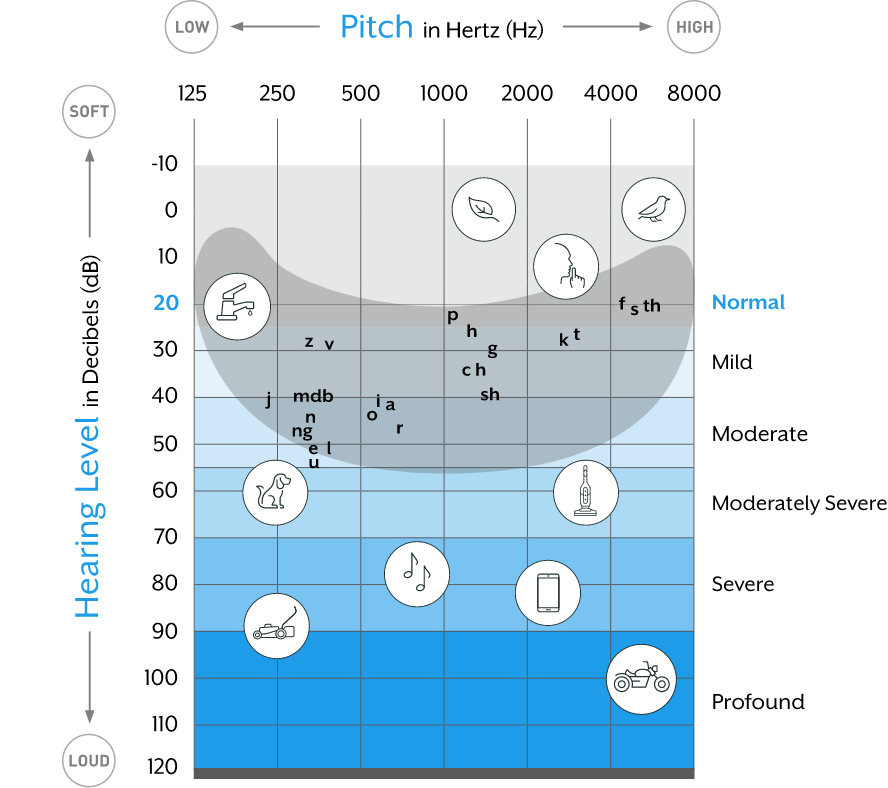 LOW Pitch in Hertz (Hz) HIGH
125 250 500 1000 2000 4000 8000
SOFT
Hearing Level in Decibels (dB)
LOUD
-10
0
10
20 Normal
30
Mild
40
Moderate
50
60
Moderately Severe
70
80 Severe
90
100
Profound
110
120
f s th
p
h
z v
k t
g
ch
j mdb
i a
sh
n
o
ng
r
e l
u